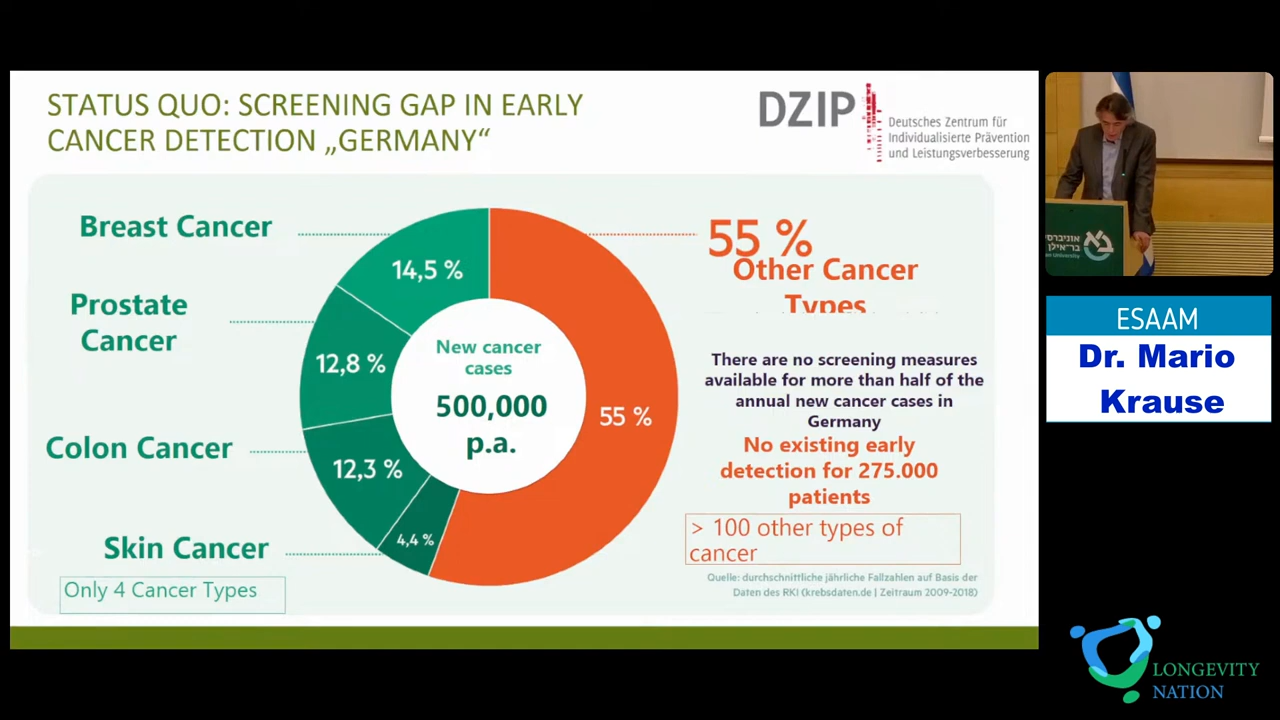 STATUS QUO: SCREENING GAP IN EARLY
CANCER DETECTION „GERMANY“
DZIP
Deutsches Zentrum für
Individualisierte Prävention
und Leistungsverbesserung
Breast Cancer
Prostate
Cancer
Colon Cancer
Skin Cancer
Only 4 Cancer Types
14,5 %
12,8 %
12,3 %
4,4 %
55 %
New cancer
cases
500,000
p.a.
55 %
Other Cancer
Types
There are no screening measures
available for more than half of the
annual new cancer cases in
Germany
No existing early
detection for 275.000
patients
> 100 other types of
cancer
Quelle: durchschnittliche jährliche Fallzahlen auf Basis der
Daten des RKI (krebsdaten.de | Zeitraum 2009-2018)
ESAAM
Dr. Mario
Krause
LONGEVITY
NATION